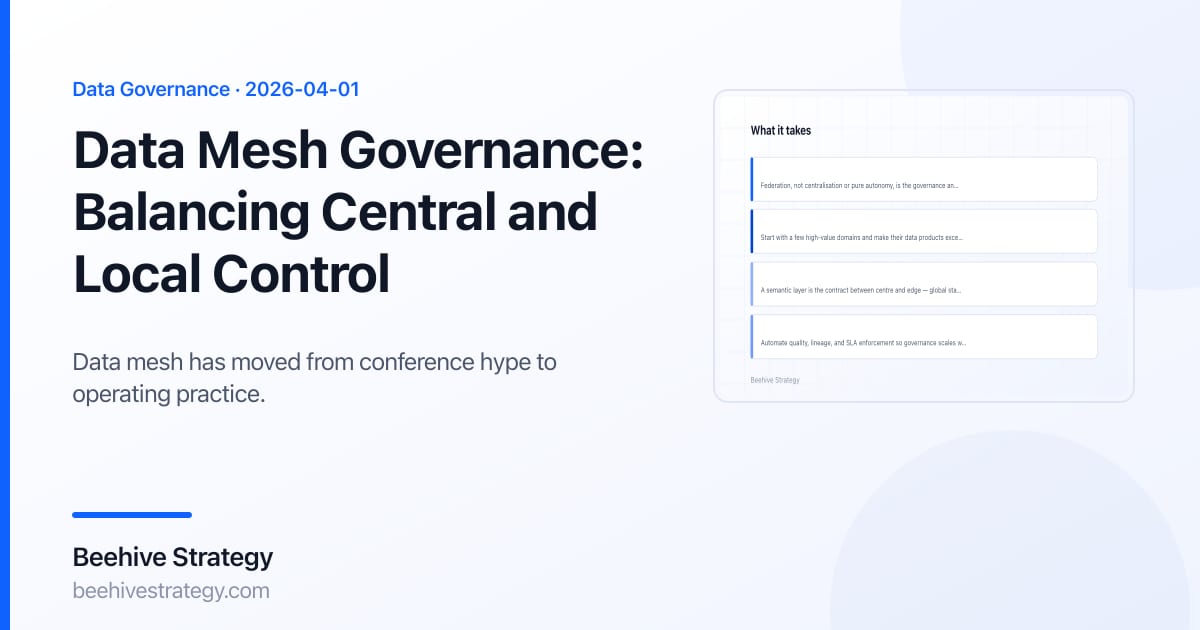 Data Governance · 2026-04-01
Data Mesh Governance:
Balancing Central and
Local Control
Data mesh has moved from conference hype to
operating practice.
Beehive Strategy
beehivestrategy.com
What it takes
Federation, not centralisation or pure autonomy, is the governance an...
Start with a few high-value domains and make their data products exce...
A semantic layer is the contract between centre and edge — global sta...
Automate quality, lineage, and SLA enforcement so governance scales w...
Beehive Strategy